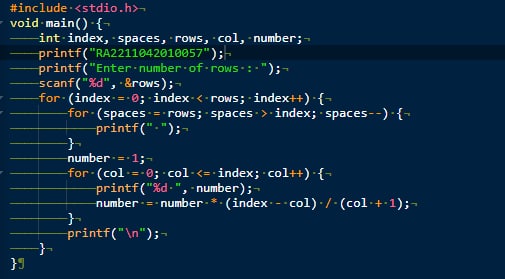 #include <stdio.h>
void main() {
    int index, spaces, rows, col, number;
    printf("RA2211042010057");
    printf("Enter number of rows : ");
    scanf("%d", &rows);
    for (index = 0; index < rows; index++) {
        for (spaces = rows; spaces > index; spaces--) {
            printf(" ");
        }
        number = 1;
        for (col = 0; col <= index; col++) {
            printf("%d ", number);
            number = number * (index - col) / (col + 1);
        }
        printf("\n");
    }
}